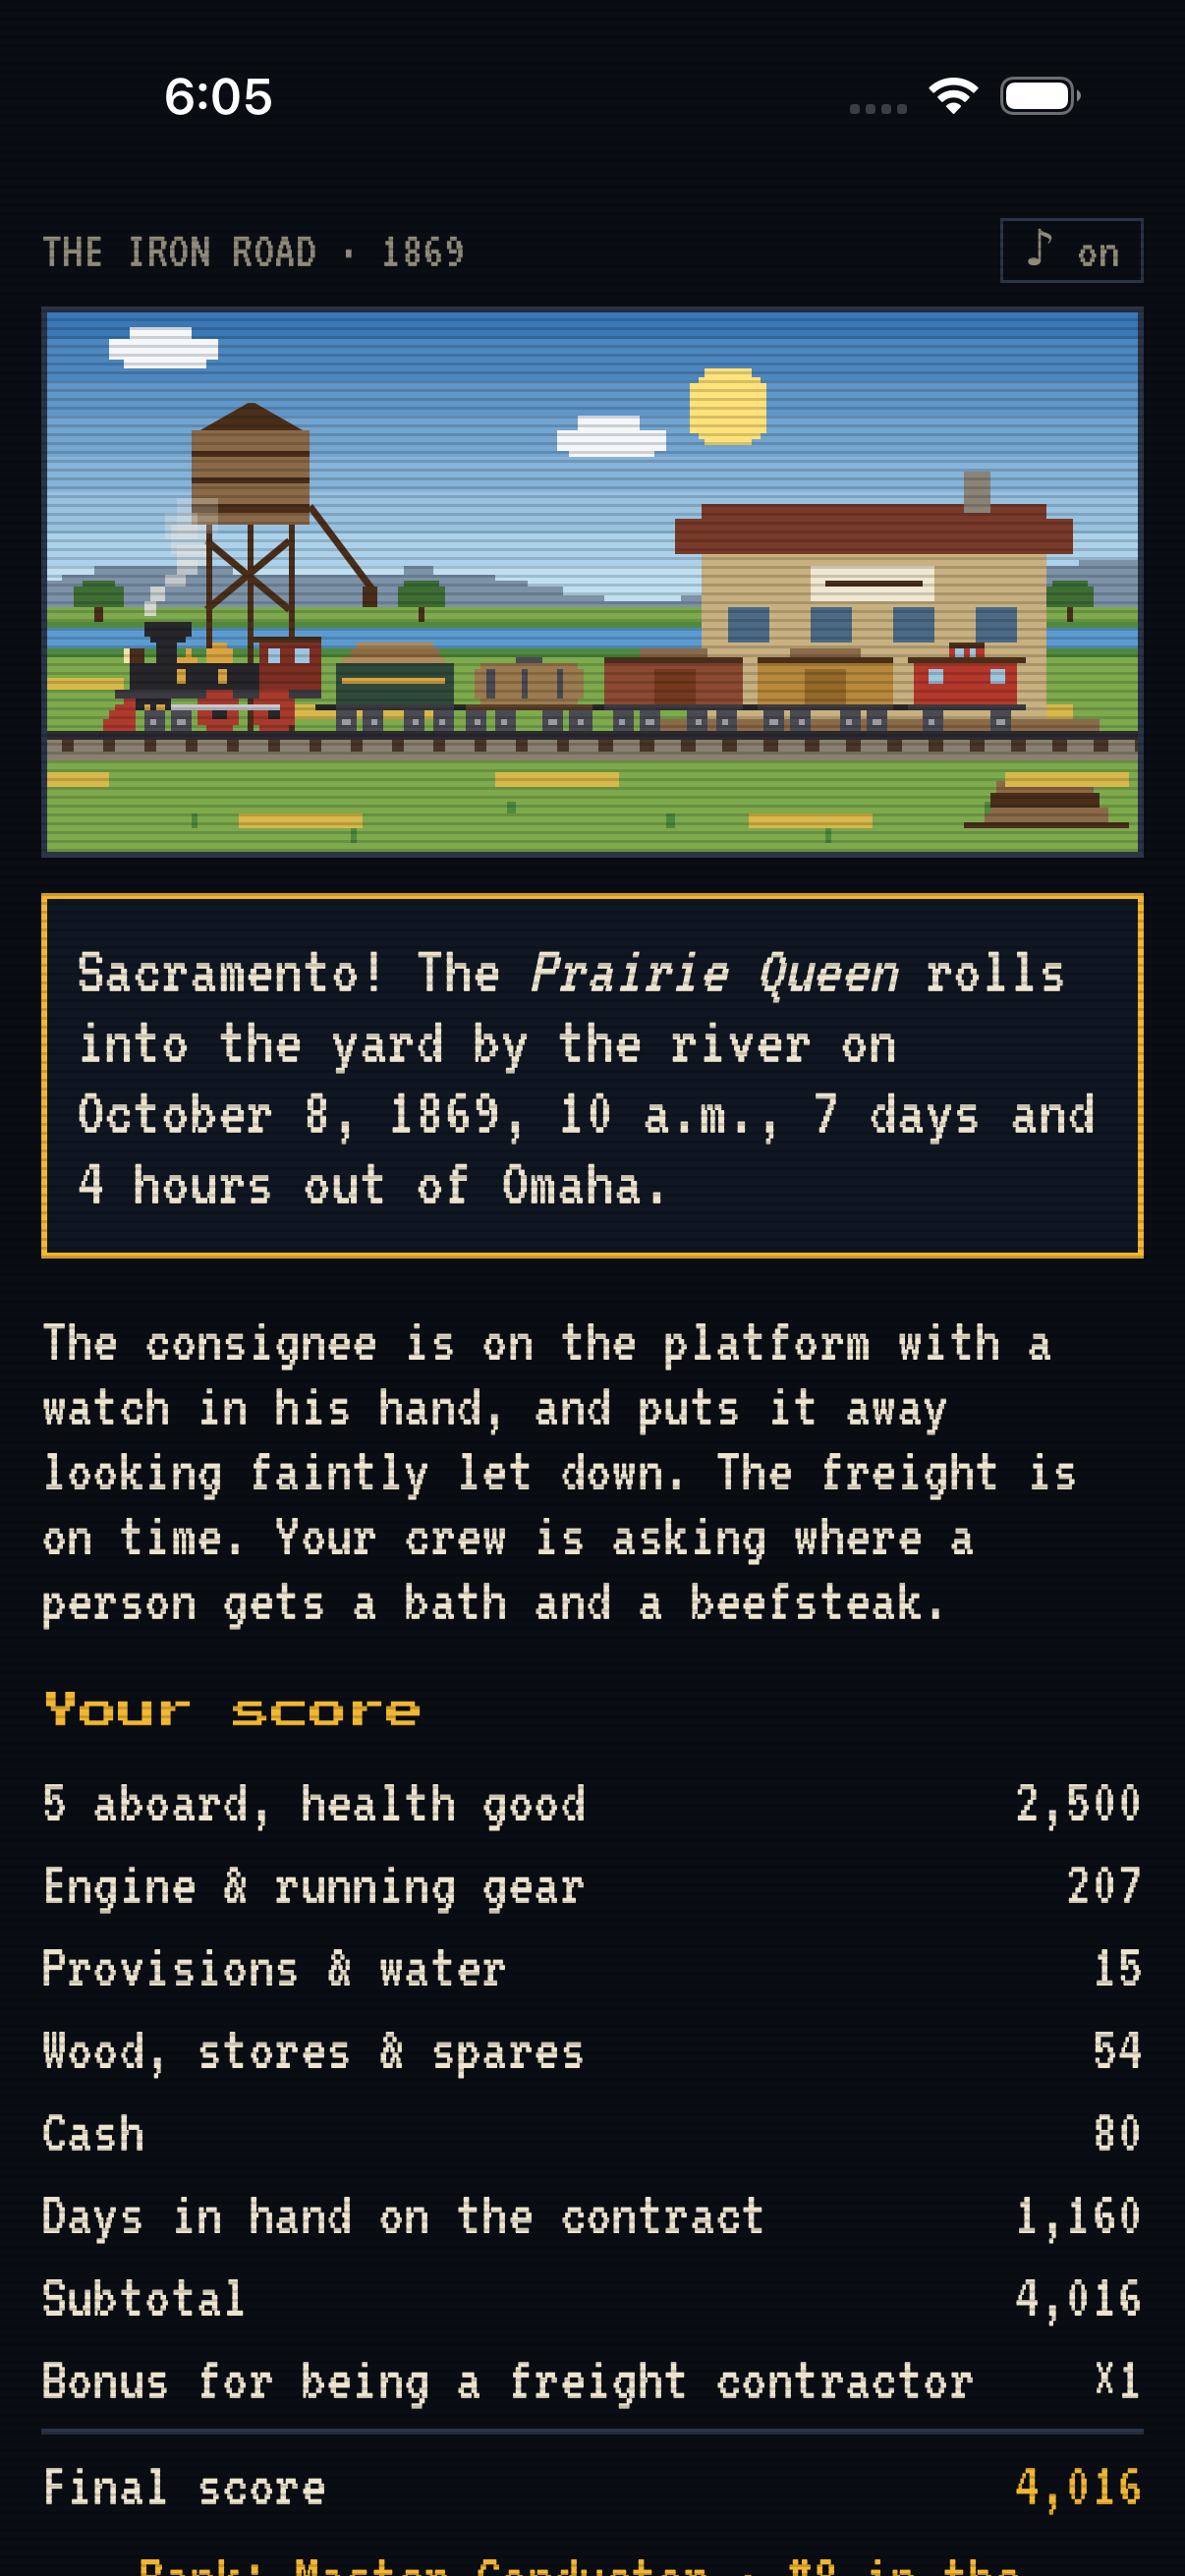 6:05
THE IRON ROAD · 1869
♪ on
Sacramento! The Prairie Queen rolls
into the yard by the river on
October 8, 1869, 10 a.m., 7 days and
4 hours out of Omaha.
The consignee is on the platform with a
watch in his hand, and puts it away
looking faintly let down. The freight is
on time. Your crew is asking where a
person gets a bath and a beefsteak.
Your score
5 aboard, health good 2,500
Engine & running gear 207
Provisions & water 15
Wood, stores & spares 54
Cash 80
Days in hand on the contract 1,160
Subtotal 4,016
Bonus for being a freight contractor x1
Final score 4,016
Rank: Master Conductor · in the